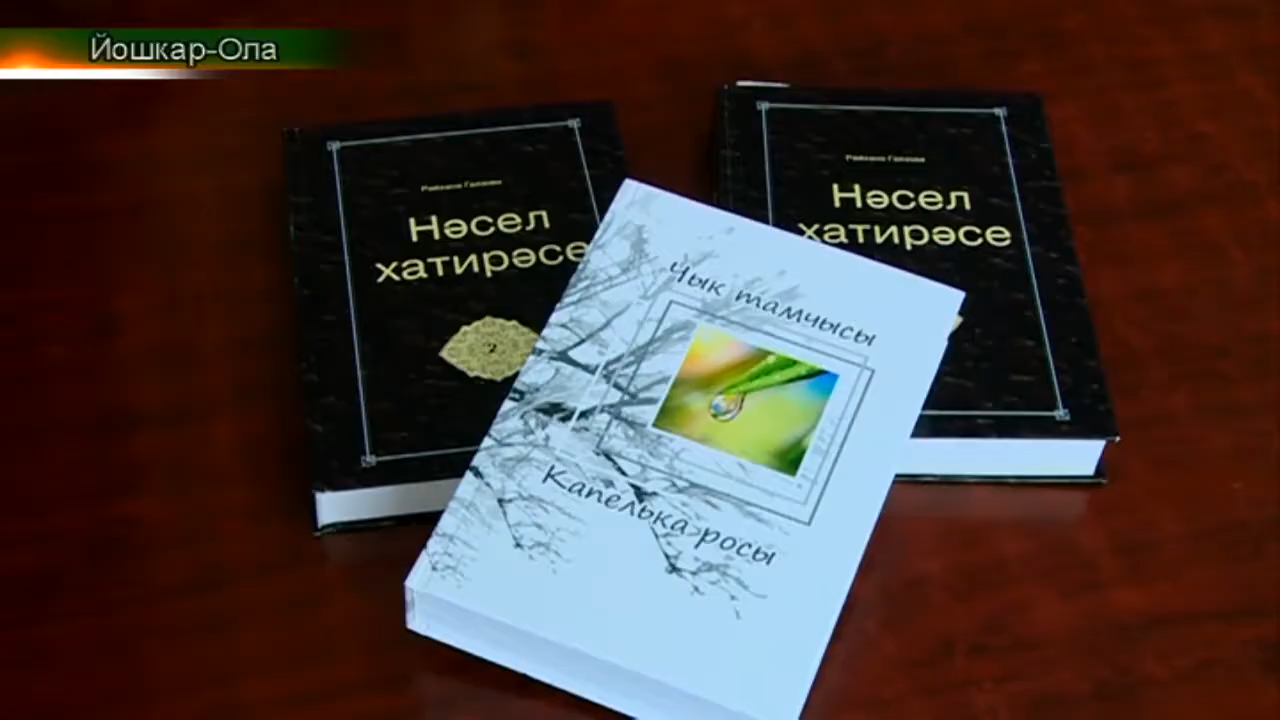 Йошкар-Ола
Нәсел
хатирәсе
2
Нәсел
хатирәсе
Чык тамчысы
Капелька росы